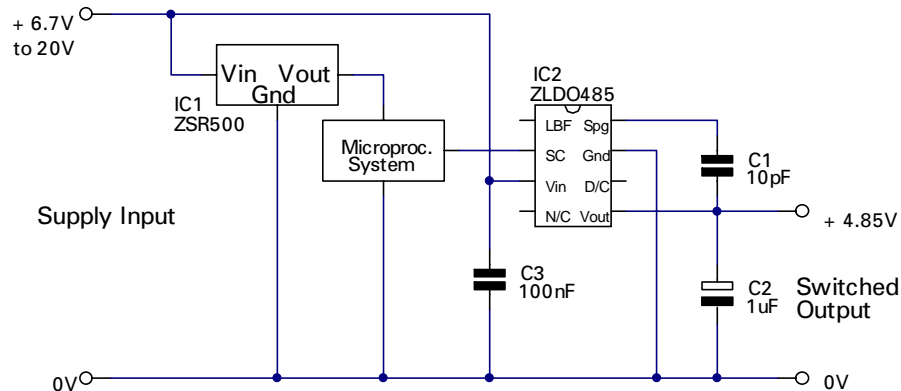 + 6.7V
to 20V
Vin Vout
Gnd
IC1
ZSR500
Microproc.
System
IC2
ZLDO485
LBF Spg
SC Gnd
Vin D/C
N/C Vout
C1
10pF
Supply Input
+ 4.85V
C3
100nF
C2
1uF
Switched
Output
0V
0V